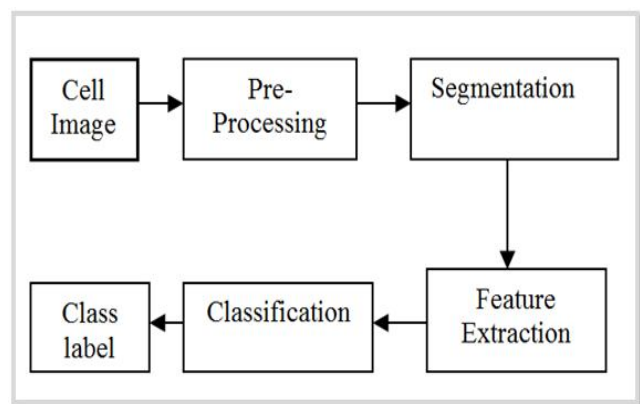 Cell
Image
Pre-
Processing
Segmentation
Feature
Extraction
Classification
Class
label